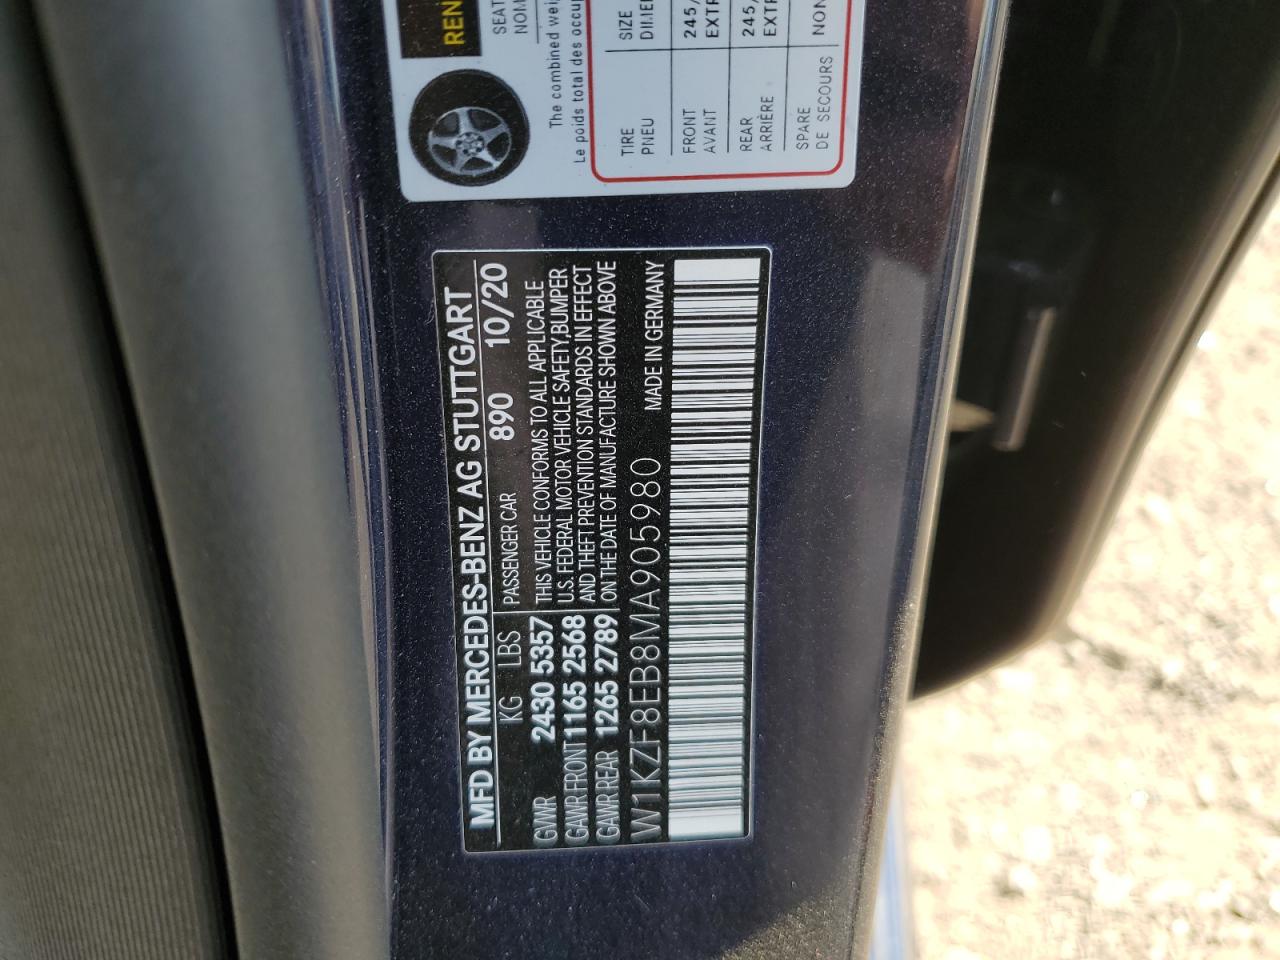 MFD BY MERCEDES-BENZ AG STUTTGART
KG LBS PASSENGER CAR 890 10/20
GVWR 2430 5357 THIS VEHICLE CONFORMS TO ALL APPLICABLE
GAWR FRONT 1165 2568 U.S. FEDERAL MOTOR VEHICLE SAFETY,BUMPER
GAWR REAR 1265 2789 AND THEFT PREVENTION STANDARDS IN EFFECT
ON THE DATE OF MANUFACTURE SHOWN ABOVE
W1KZF8EB8MA905980 MADE IN GERMANY
REN
SEAT
NOM
The combined wei
Le poids total des occup
TIRE SIZE
PNEU DIMEN
FRONT 245/
AVANT EXTR
REAR 245/
ARRIÈRE EXTR
SPARE NON
DE SECOURS